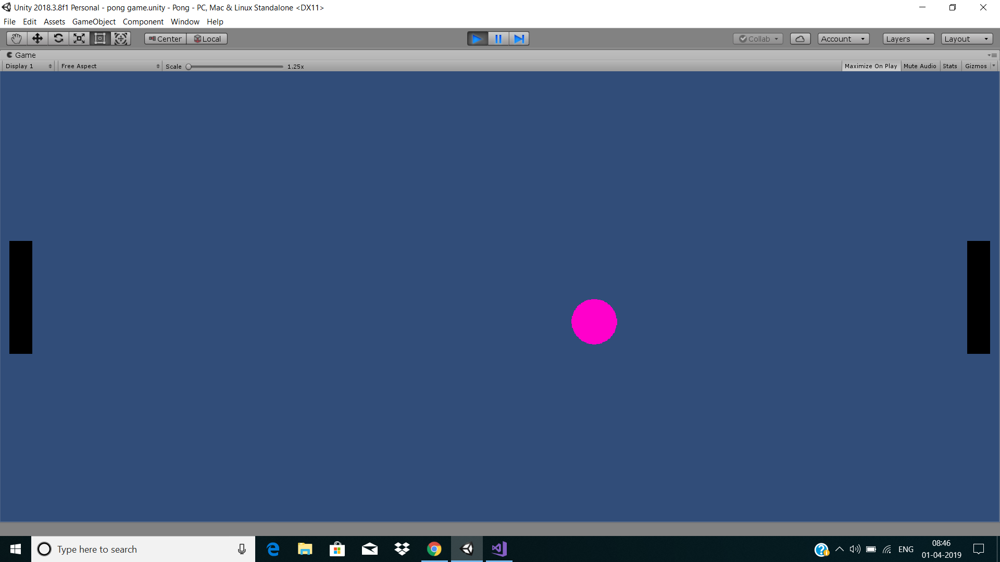 Unity 2018.3.8f1 Personal - pong game.unity - Pong - PC, Mac & Linux Standalone <DX11>
File Edit Assets GameObject Component Window Help
Center Local Collab Account Layers Layout
Game
Display 1 Free Aspect Scale 1.25x Maximize On Play Mute Audio Stats Gizmos
Type here to search
ENG
08:46
01-04-2019